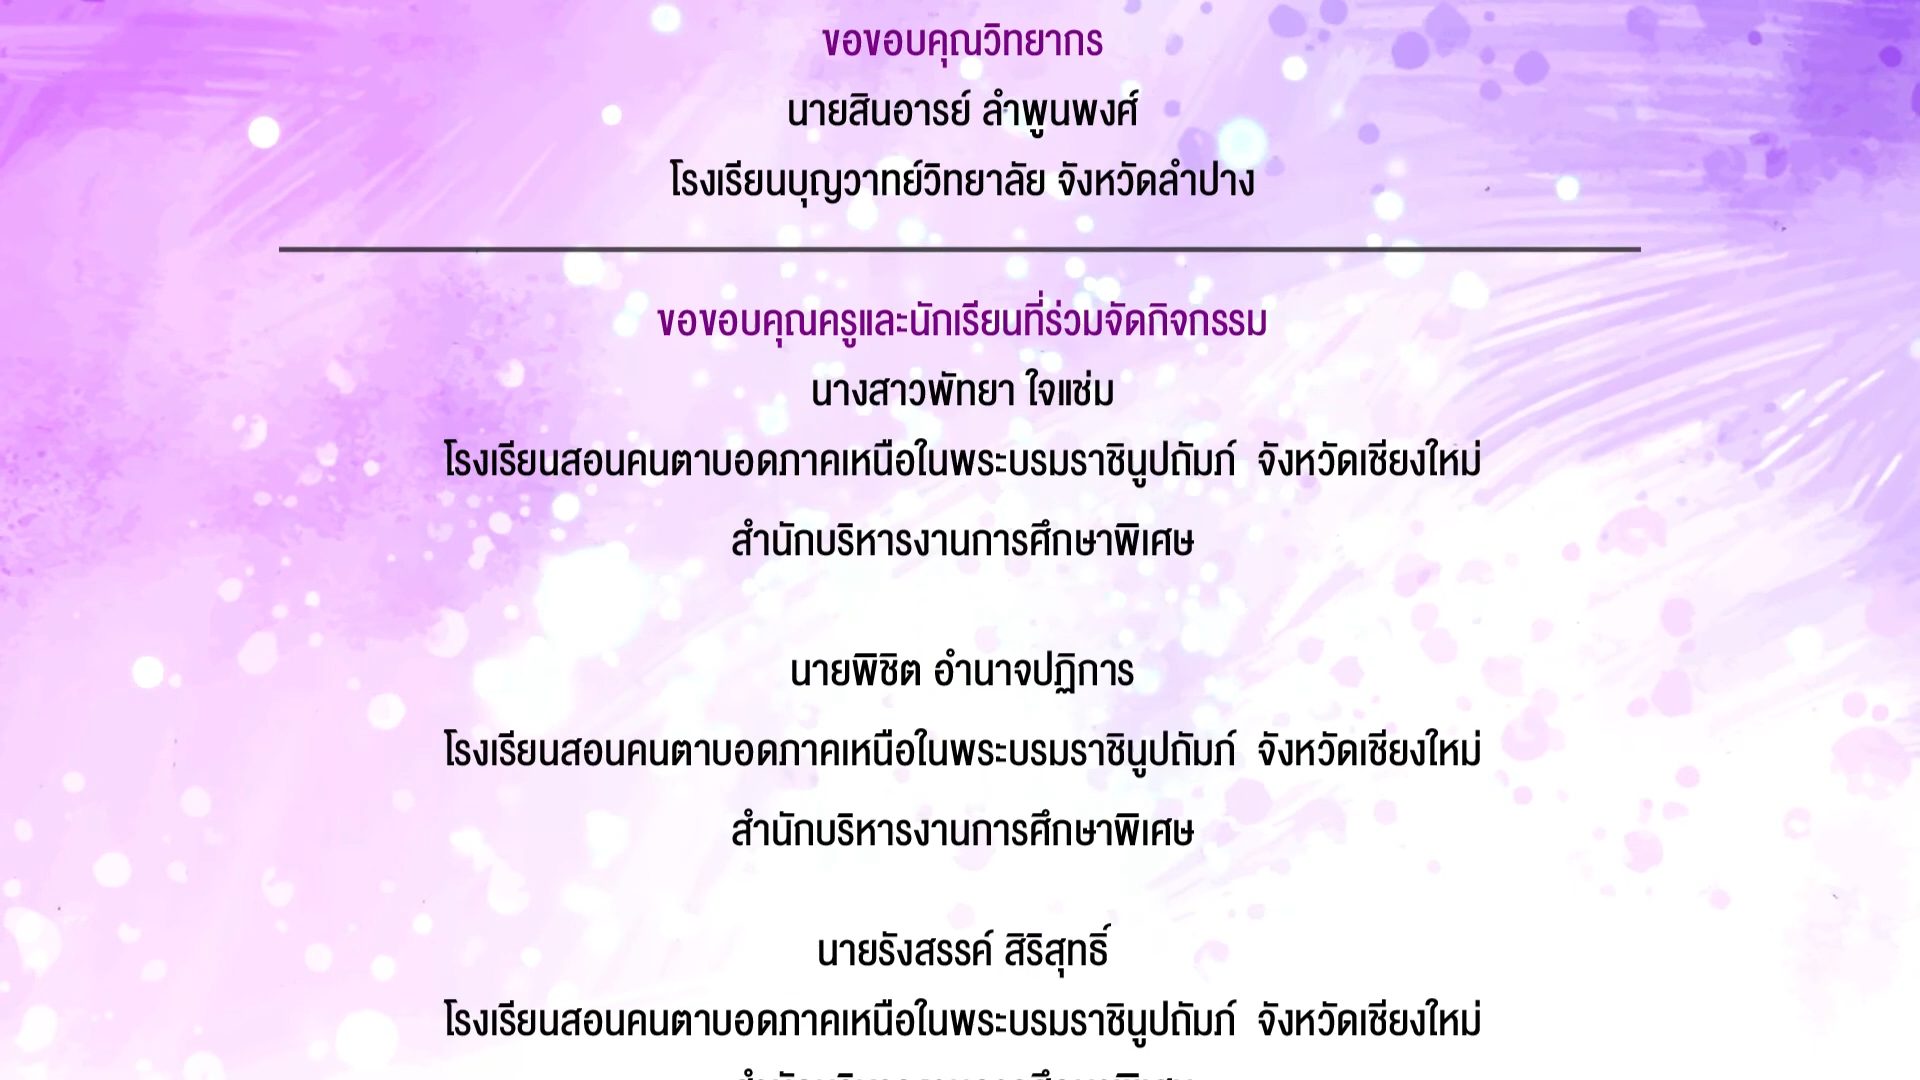 ขอขอบคุณวิทยากร
นายสินอารย์ ลำพูนพงศ์
โรงเรียนบุญวาทย์วิทยาลัย จังหวัดลำปาง
ขอขอบคุณครูและนักเรียนที่ร่วมจัดกิจกรรม
นางสาวพัทยา ใจแช่ม
โรงเรียนสอนคนตาบอดภาคเหนือในพระบรมราชินูปถัมภ์ จังหวัดเชียงใหม่
สำนักบริหารงานการศึกษาพิเศษ
นายพิชิต อำนาจปฏิการ
โรงเรียนสอนคนตาบอดภาคเหนือในพระบรมราชินูปถัมภ์ จังหวัดเชียงใหม่
สำนักบริหารงานการศึกษาพิเศษ
นายรังสรรค์ สิริสุทธิ์
โรงเรียนสอนคนตาบอดภาคเหนือในพระบรมราชินูปถัมภ์ จังหวัดเชียงใหม่